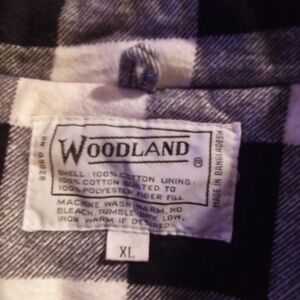 WOODLAND
®
SHELL: 100% COTTON LINING:
100% COTTON QUILTED TO
100% POLYESTER FIBER FILL
MACHINE WASH WARM, NO
BLEACH, TUMBLE DRY LOW,
IRON WARM IF DESIRED
MADE IN BANGLADESH
XL